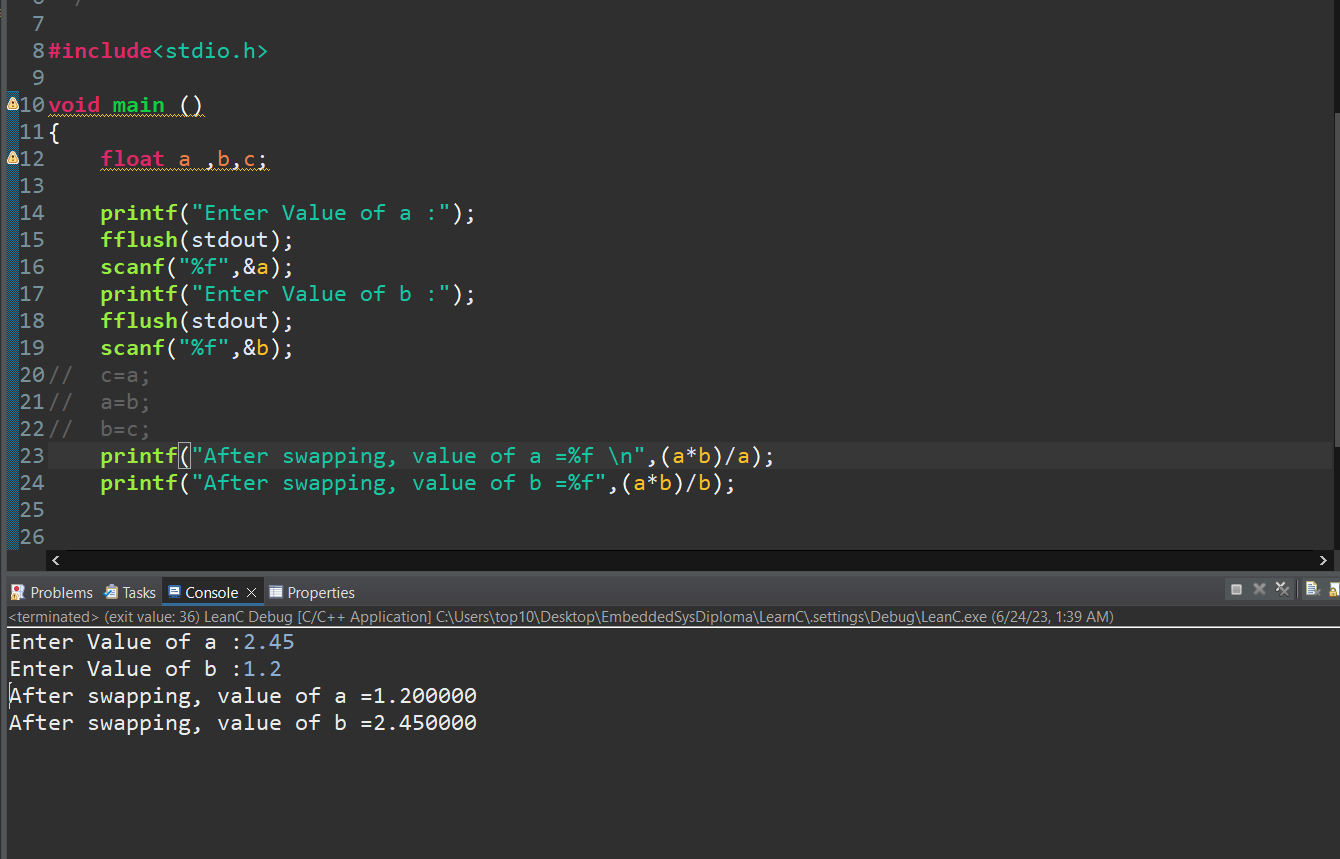 7
8 #include<stdio.h>
9
10 void main ()
11 {
12     float a ,b,c;
13
14     printf("Enter Value of a :");
15     fflush(stdout);
16     scanf("%f",&a);
17     printf("Enter Value of b :");
18     fflush(stdout);
19     scanf("%f",&b);
20 //  c=a;
21 //  a=b;
22 //  b=c;
23     printf("After swapping, value of a =%f \n",(a*b)/a);
24     printf("After swapping, value of b =%f",(a*b)/b);
25
26
Problems Tasks Console Properties
<terminated> (exit value: 36) LeanC Debug [C/C++ Application] C:\Users\top10\Desktop\EmbeddedSysDiploma\LearnC\.settings\Debug\LeanC.exe (6/24/23, 1:39 AM)
Enter Value of a :2.45
Enter Value of b :1.2
After swapping, value of a =1.200000
After swapping, value of b =2.450000